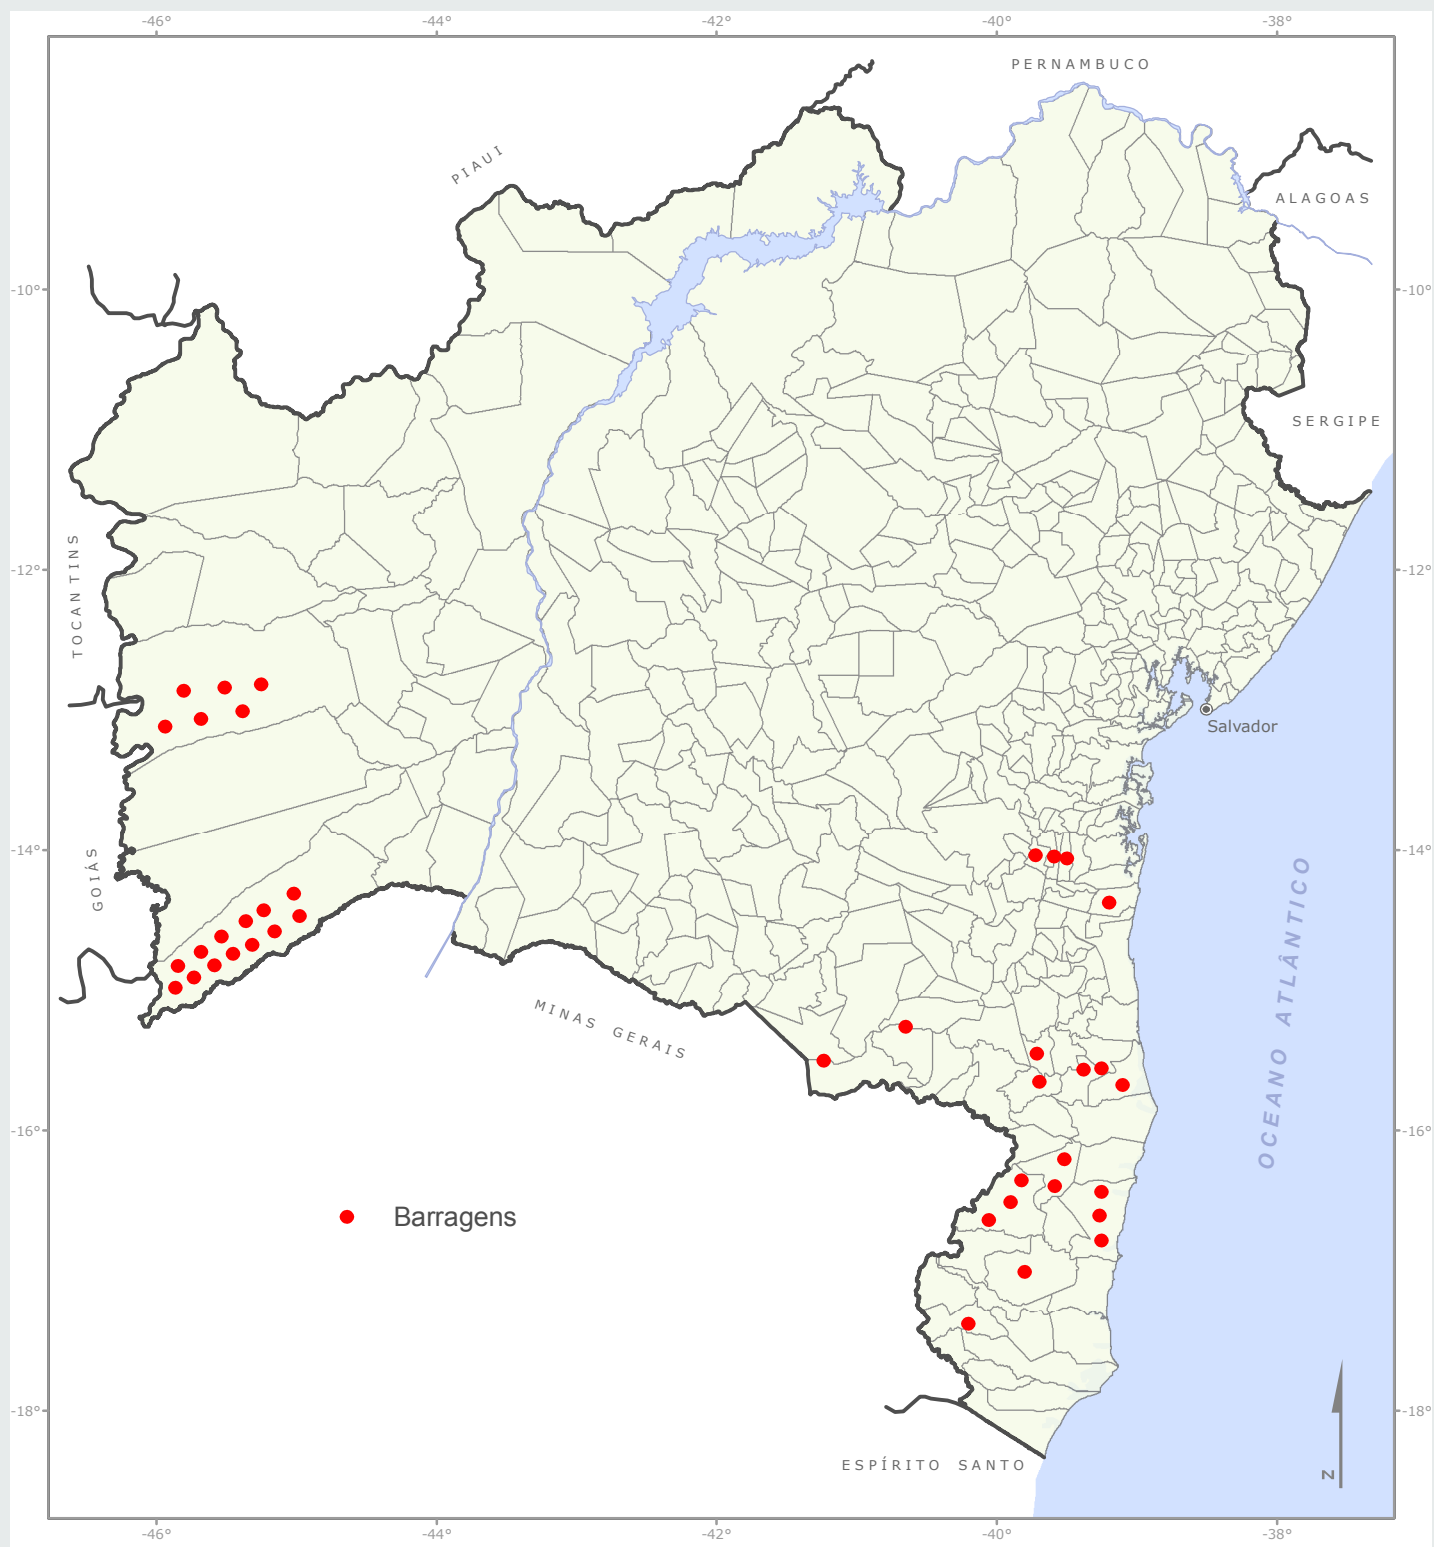 -46°
-44°
-42°
-40°
-38°
PERNAMBUCO
PIAUI
ALAGOAS
-10°
-10°
SERGIPE
TOCANTINS
-12°
-12°
Salvador
GOIÁS
-14°
-14°
OCEANO ATLÂNTICO
MINAS GERAIS
-16°
-16°
Barragens
-18°
-18°
ESPÍRITO SANTO
N
-46°
-44°
-42°
-40°
-38°